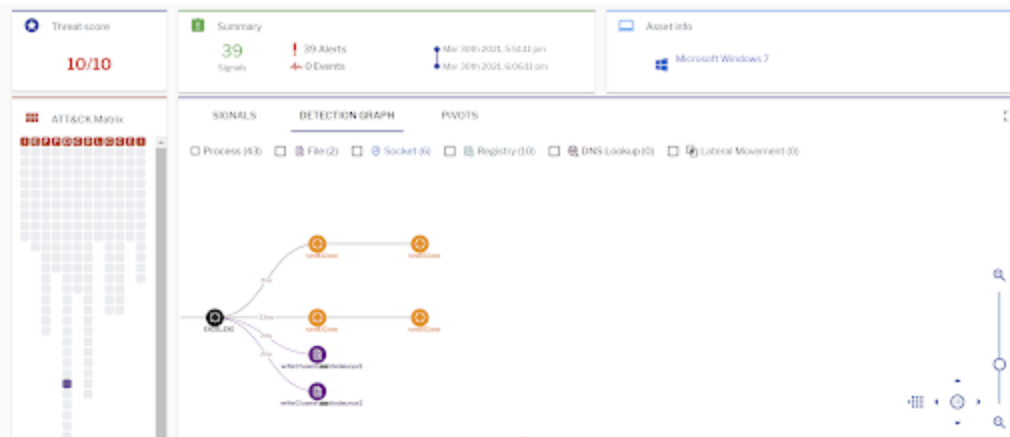 Threat score
10/10
Summary
39
Signals
39 Alerts
0 Events
Mar 30th 2021, 5:51:11 pm
Mar 30th 2021, 6:06:11 pm
Asset info
Microsoft Windows 7
ATT&CK Matrix
SIGNALS
DETECTION GRAPH
PIVOTS
Process (43)
File (2)
Socket (6)
Registry (10)
DNS Lookup (0)
Lateral Movement (0)